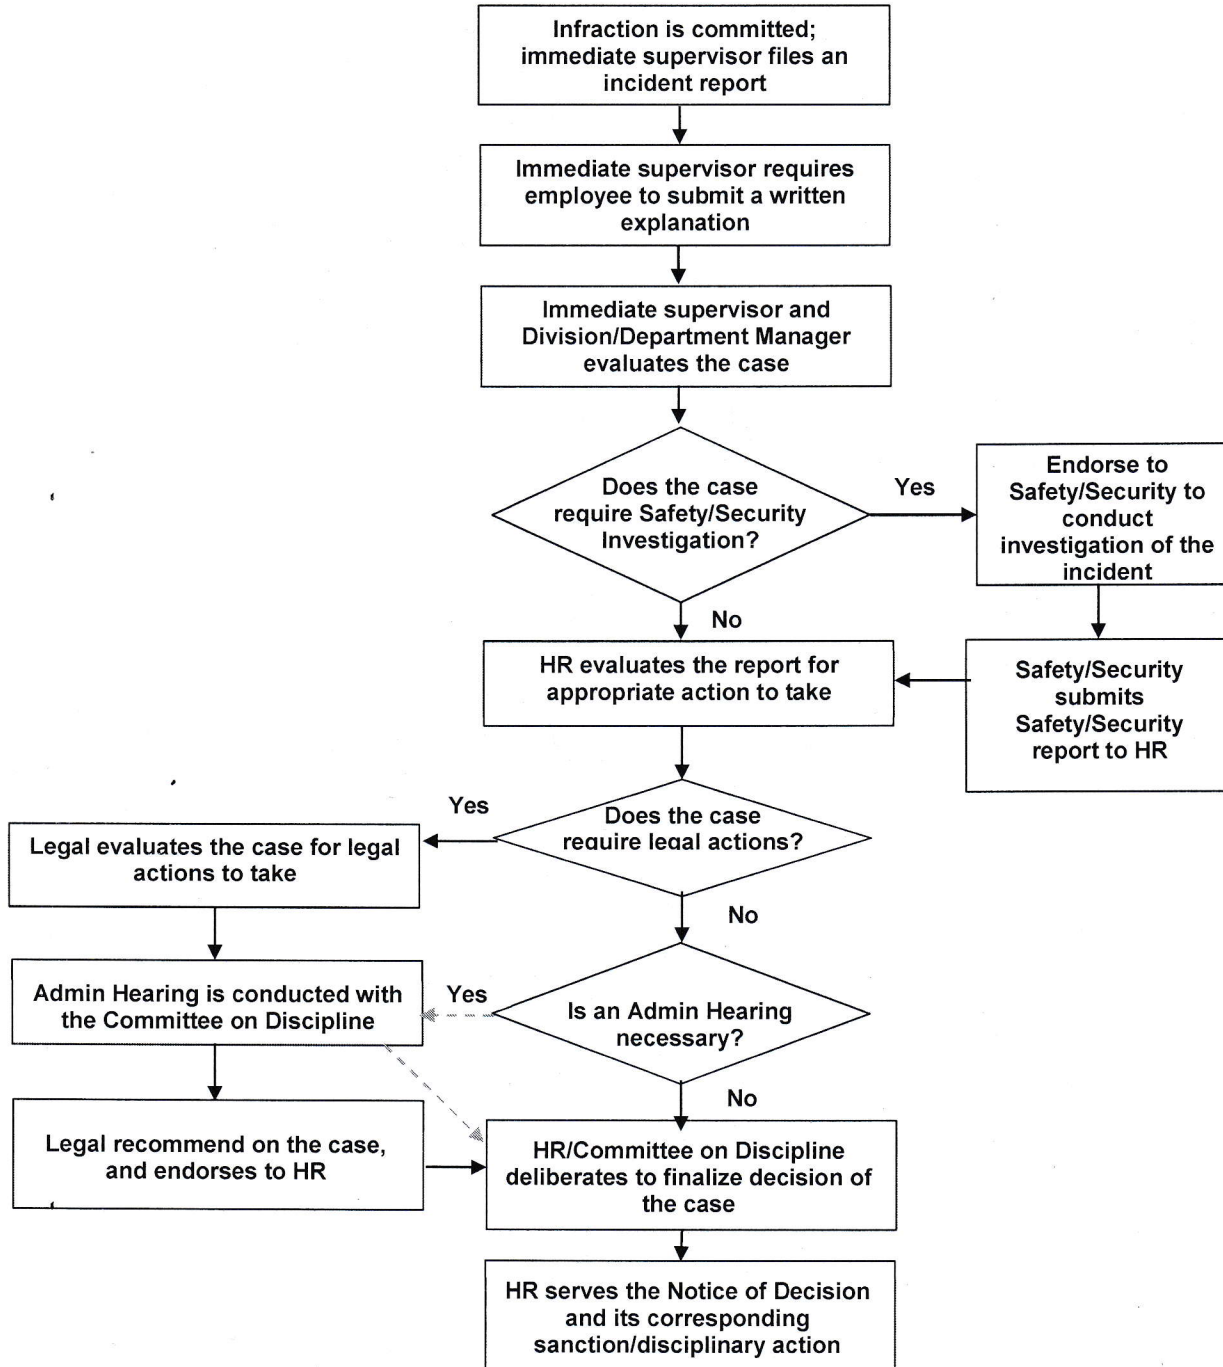 Infraction is committed;
immediate supervisor files an
incident report
Immediate supervisor requires
employee to submit a written
explanation
Immediate supervisor and
Division/Department Manager
evaluates the case
Does the case
require Safety/Security
Investigation?
Yes
Endorse to
Safety/Security to
conduct
investigation of the
incident
No
HR evaluates the report for
appropriate action to take
Safety/Security
submits
Safety/Security
report to HR
Does the case
require legal actions?
Yes
Legal evaluates the case for legal
actions to take
No
Is an Admin Hearing
necessary?
Yes
Admin Hearing is conducted with
the Committee on Discipline
No
Legal recommend on the case,
and endorses to HR
HR/Committee on Discipline
deliberates to finalize decision of
the case
HR serves the Notice of Decision
and its corresponding
sanction/disciplinary action